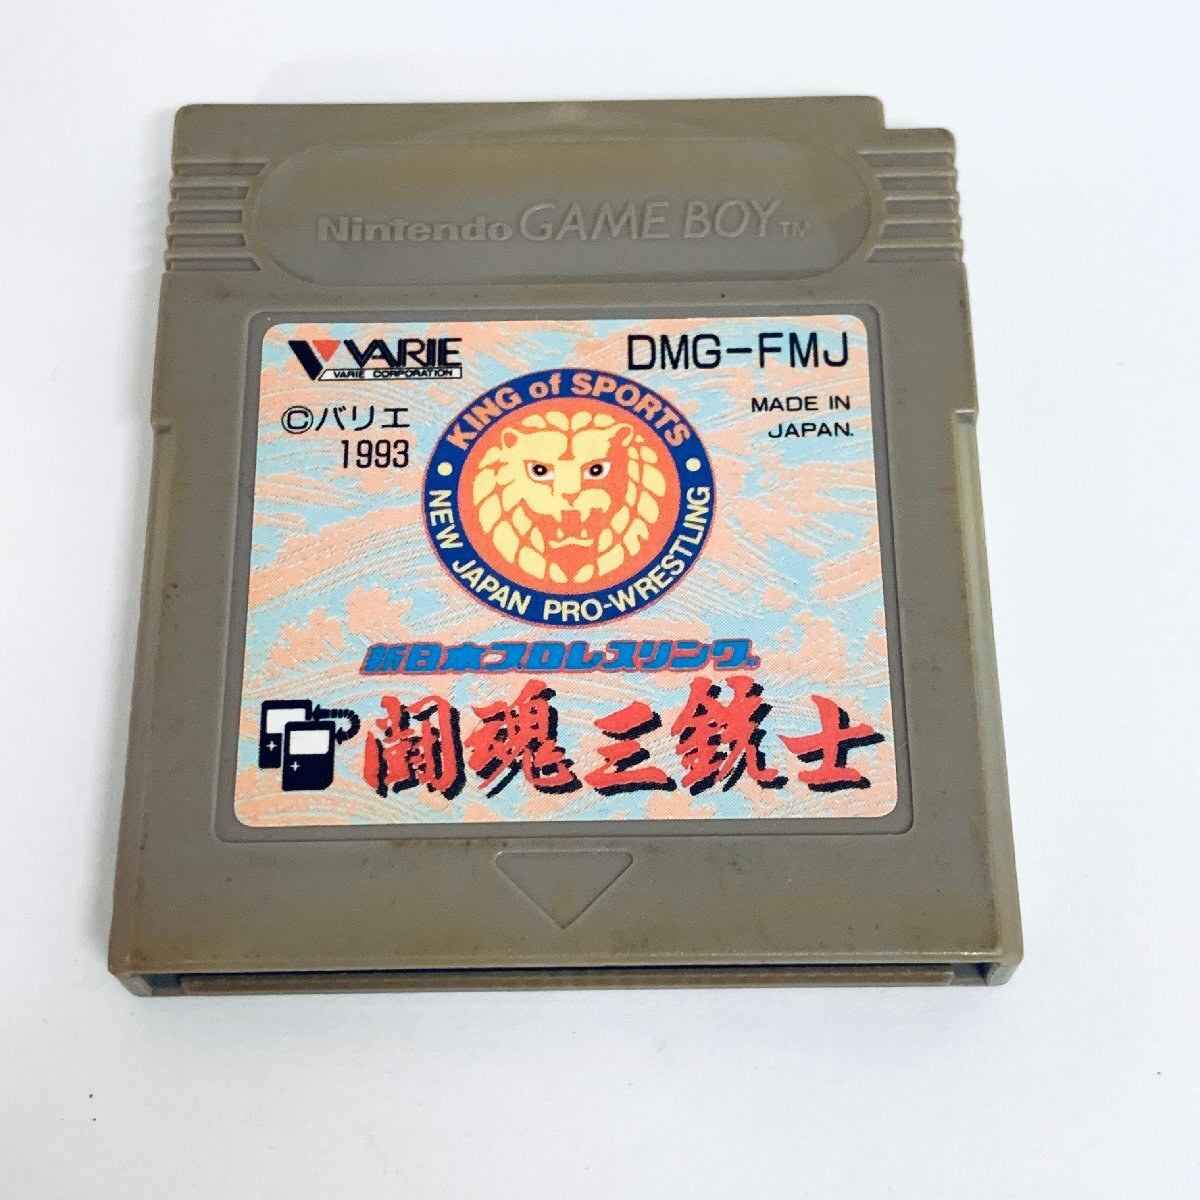 Nintendo GAME BOY™
VARIE
VARIE CORPORATION
DMG-FMJ
©バリエ
1993
MADE IN
JAPAN.
KING of SPORTS
• NEW JAPAN PRO-WRESTLING •
新日本プロレスリング®
闘魂三銃士